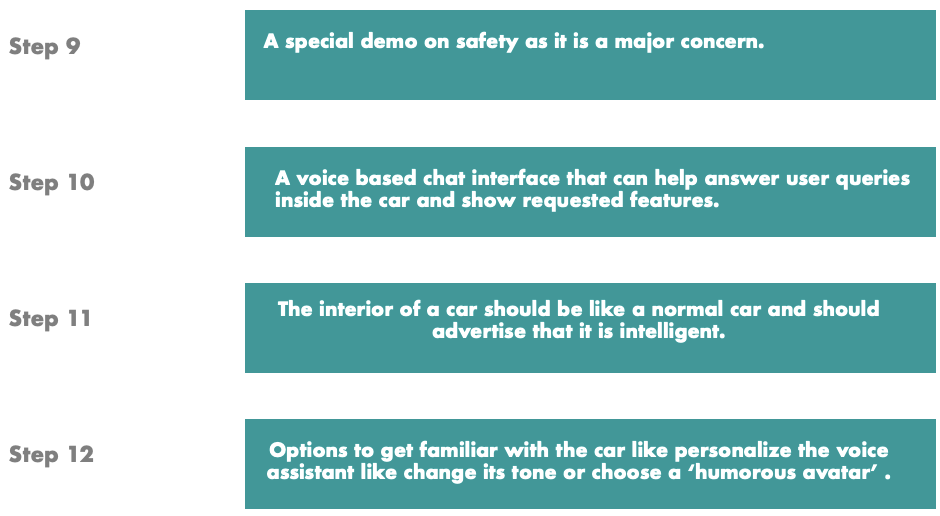 Step 9
A special demo on safety as it is a major concern.
Step 10
A voice based chat interface that can help answer user queries
inside the car and show requested features.
Step 11
The interior of a car should be like a normal car and should
advertise that it is intelligent.
Step 12
Options to get familiar with the car like personalize the voice
assistant like change its tone or choose a ‘humorous avatar’ .